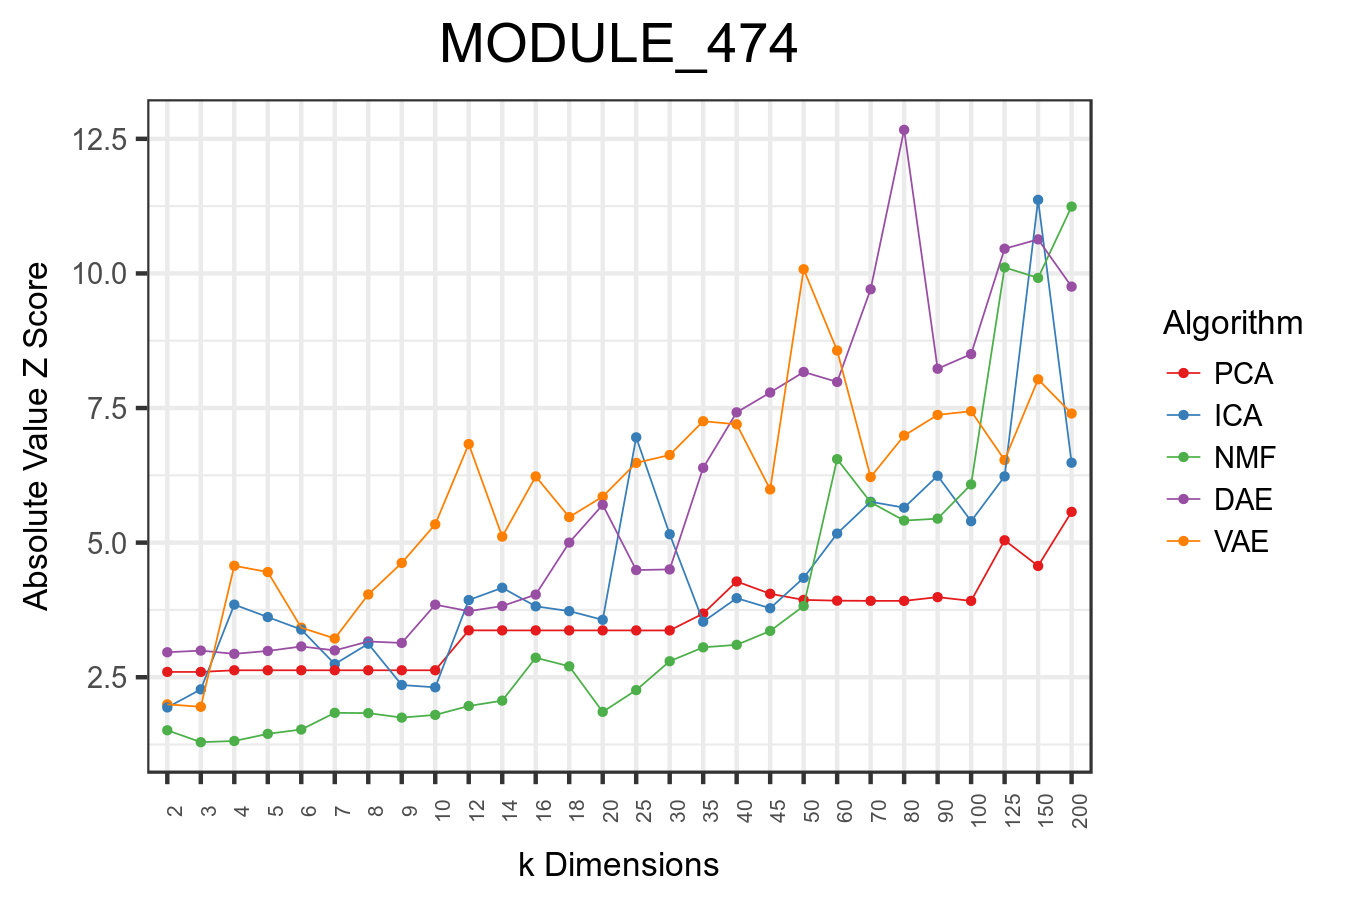 MODULE_474
Absolute Value Z Score
12.5
10.0
7.5
5.0
2.5
2 3 4 5 6 7 8 9 10 12 14 16 18 20 25 30 35 40 45 50 60 70 80 90 100 125 150 200
k Dimensions
Algorithm
PCA
ICA
NMF
DAE
VAE